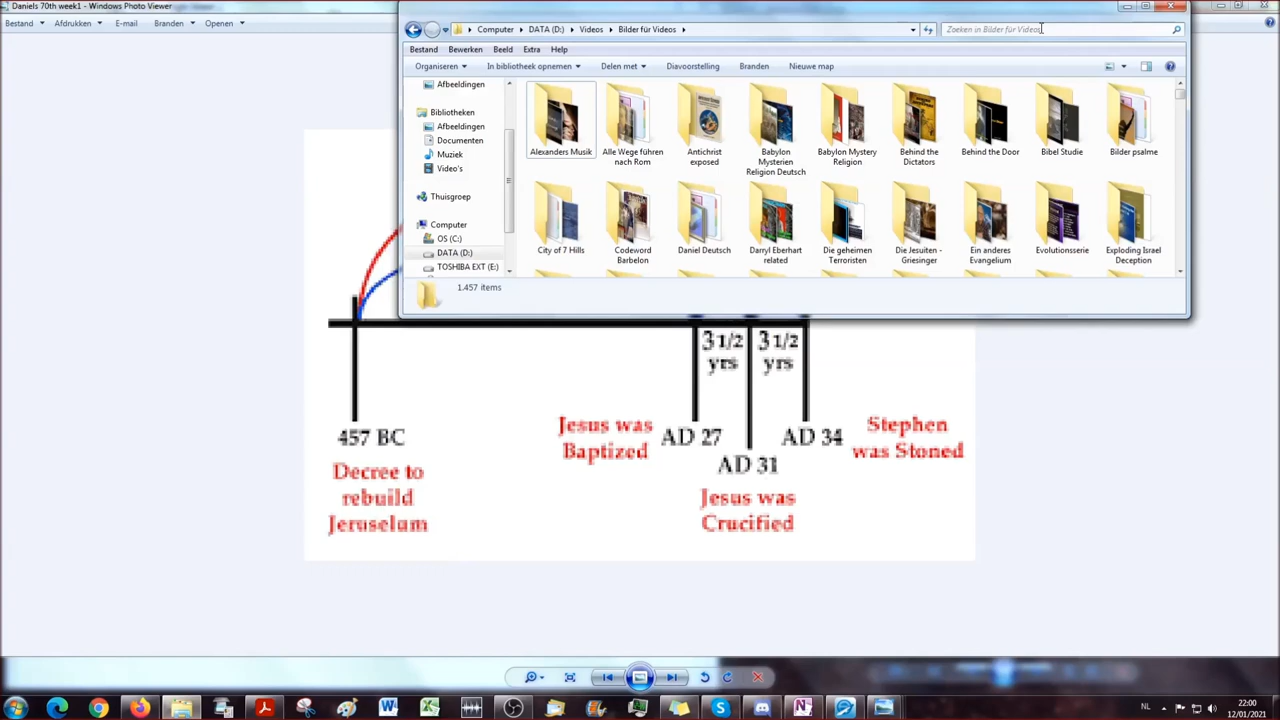 Daniels 70th week1 - Windows Photo Viewer
Bestand
Afdrukken
E-mail
Branden
Openen
Computer
DATA (D:)
Videos
Bilder für Videos
Zoeken in Bilder für Videos
Bestand
Bewerken
Beeld
Extra
Help
Organiseren
In bibliotheek opnemen
Delen met
Diavoorstelling
Branden
Nieuwe map
Afbeeldingen
Bibliotheken
Afbeeldingen
Documenten
Muziek
Video's
Thuisgroep
Computer
OS (C:)
DATA (D:)
TOSHIBA EXT (E:)
Alexanders Musik
Alle Wege führen
nach Rom
Antichrist
exposed
Babylon
Mysterien
Religion Deutsch
Babylon Mystery
Religion
Behind the
Dictators
Behind the Door
Bibel Studie
Bilder psalme
City of 7 Hills
Codeword
Barbelon
Daniel Deutsch
Darryl Eberhart
related
Die geheimen
Terroristen
Die Jesuiten -
Griesinger
Ein anderes
Evangelium
Evolutionsserie
Exploding Israel
Deception
1.457 items
3 1/2
yrs
3 1/2
yrs
457 BC
Decree to
rebuild
Jeruselum
Jesus was
Baptized
AD 27
AD 31
Jesus was
Crucified
AD 34
Stephen
was Stoned
NL
22:00
12/01/2021